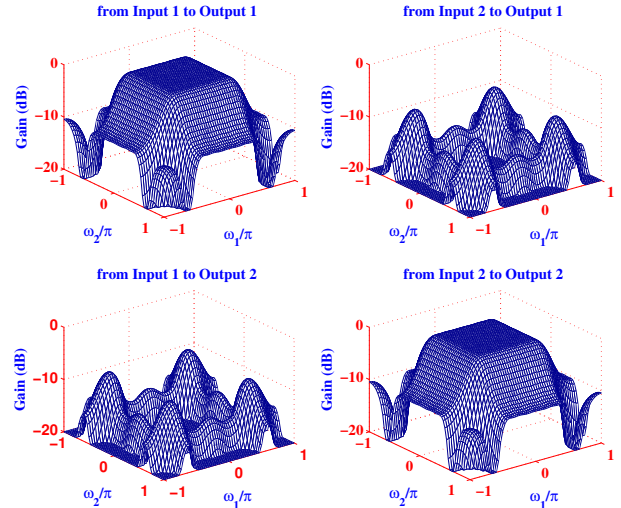 from Input 1 to Output 1
Gain (dB)
0
−10
−20
−1
0
1
−1
0
1
ω2/π
ω1/π
from Input 2 to Output 1
Gain (dB)
0
−10
−20
−1
0
1
−1
0
1
ω2/π
ω1/π
from Input 1 to Output 2
Gain (dB)
0
−10
−20
−1
0
1
−1
0
1
ω2/π
ω1/π
from Input 2 to Output 2
Gain (dB)
0
−10
−20
−1
0
1
−1
0
1
ω2/π
ω1/π